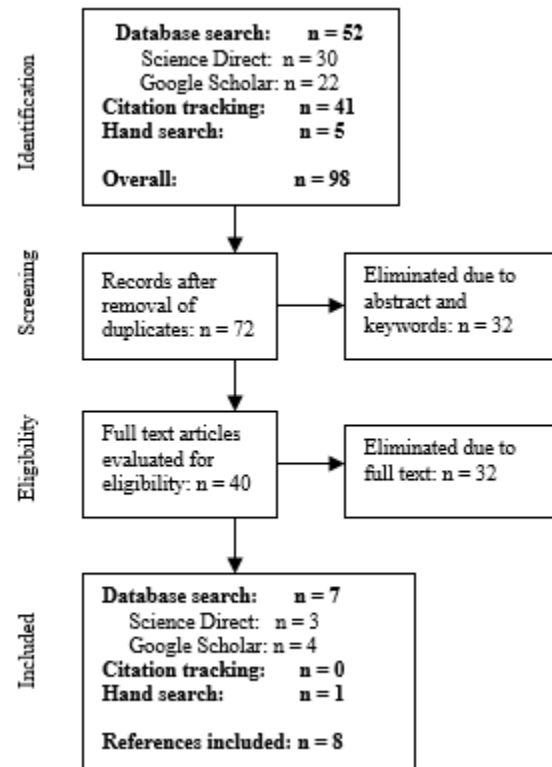 Identification
Database search: n = 52
Science Direct: n = 30
Google Scholar: n = 22
Citation tracking: n = 41
Hand search: n = 5
Overall: n = 98
Screening
Records after
removal of
duplicates: n = 72
Eliminated due to
abstract and
keywords: n = 32
Eligibility
Full text articles
evaluated for
eligibility: n = 40
Eliminated due to
full text: n = 32
Included
Database search: n = 7
Science Direct: n = 3
Google Scholar: n = 4
Citation tracking: n = 0
Hand search: n = 1
References included: n = 8